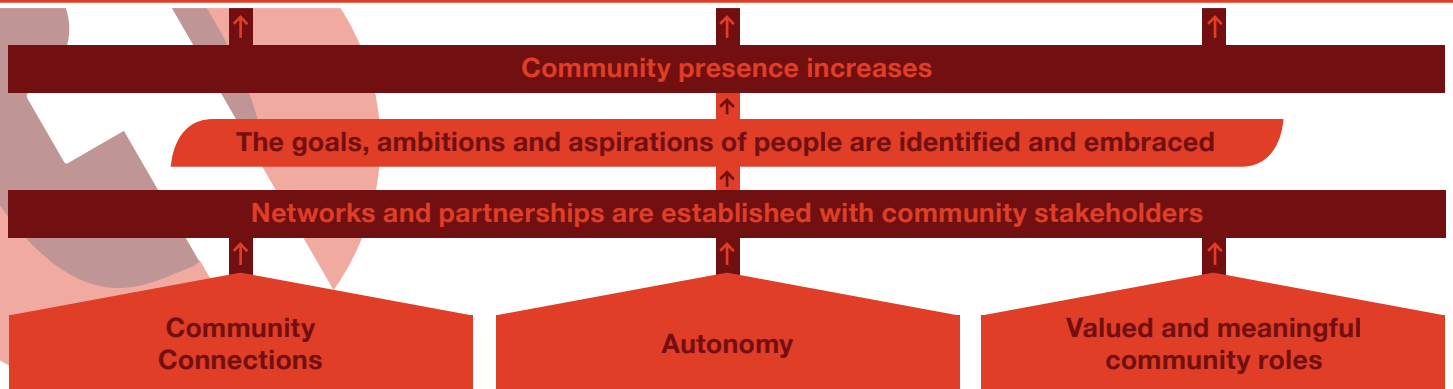 Community presence increases
The goals, ambitions and aspirations of people are identified and embraced
Networks and partnerships are established with community stakeholders
Community
Connections
Autonomy
Valued and meaningful
community roles